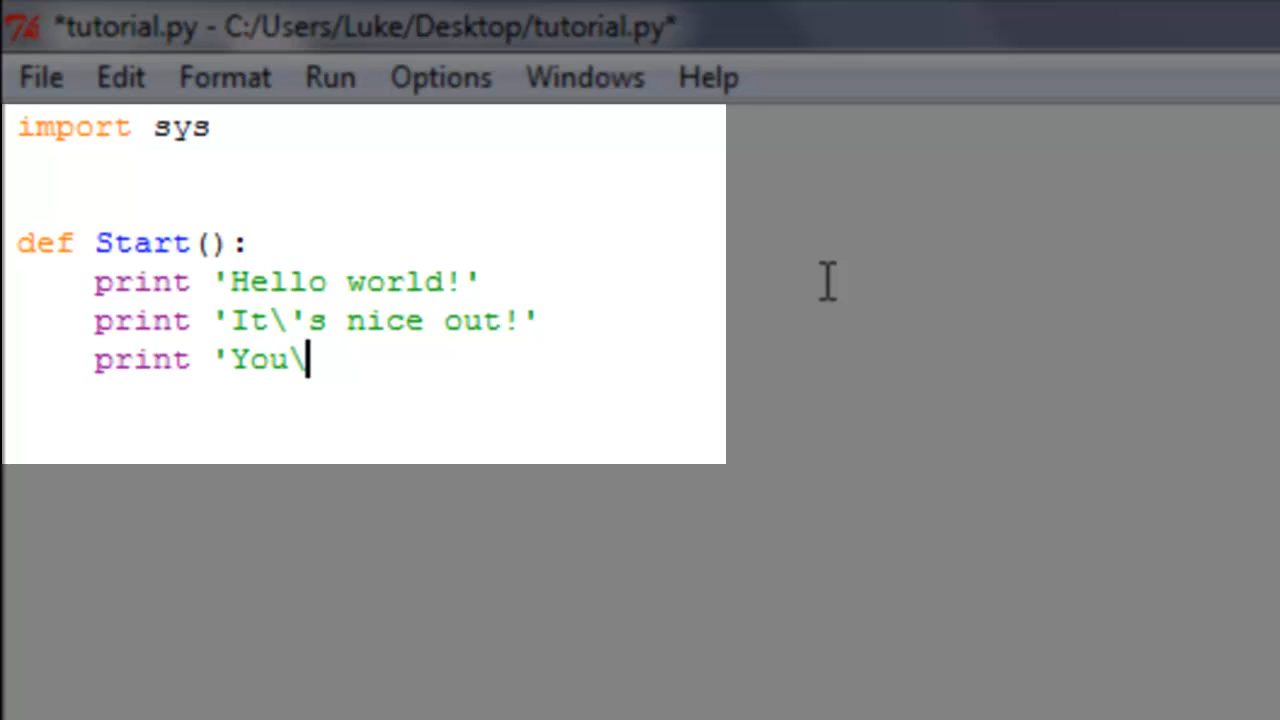 *tutorial.py - C:/Users/Luke/Desktop/tutorial.py*
File Edit Format Run Options Windows Help
import sys
def Start():
    print 'Hello world!'
    print 'It\'s nice out!'
    print 'You\